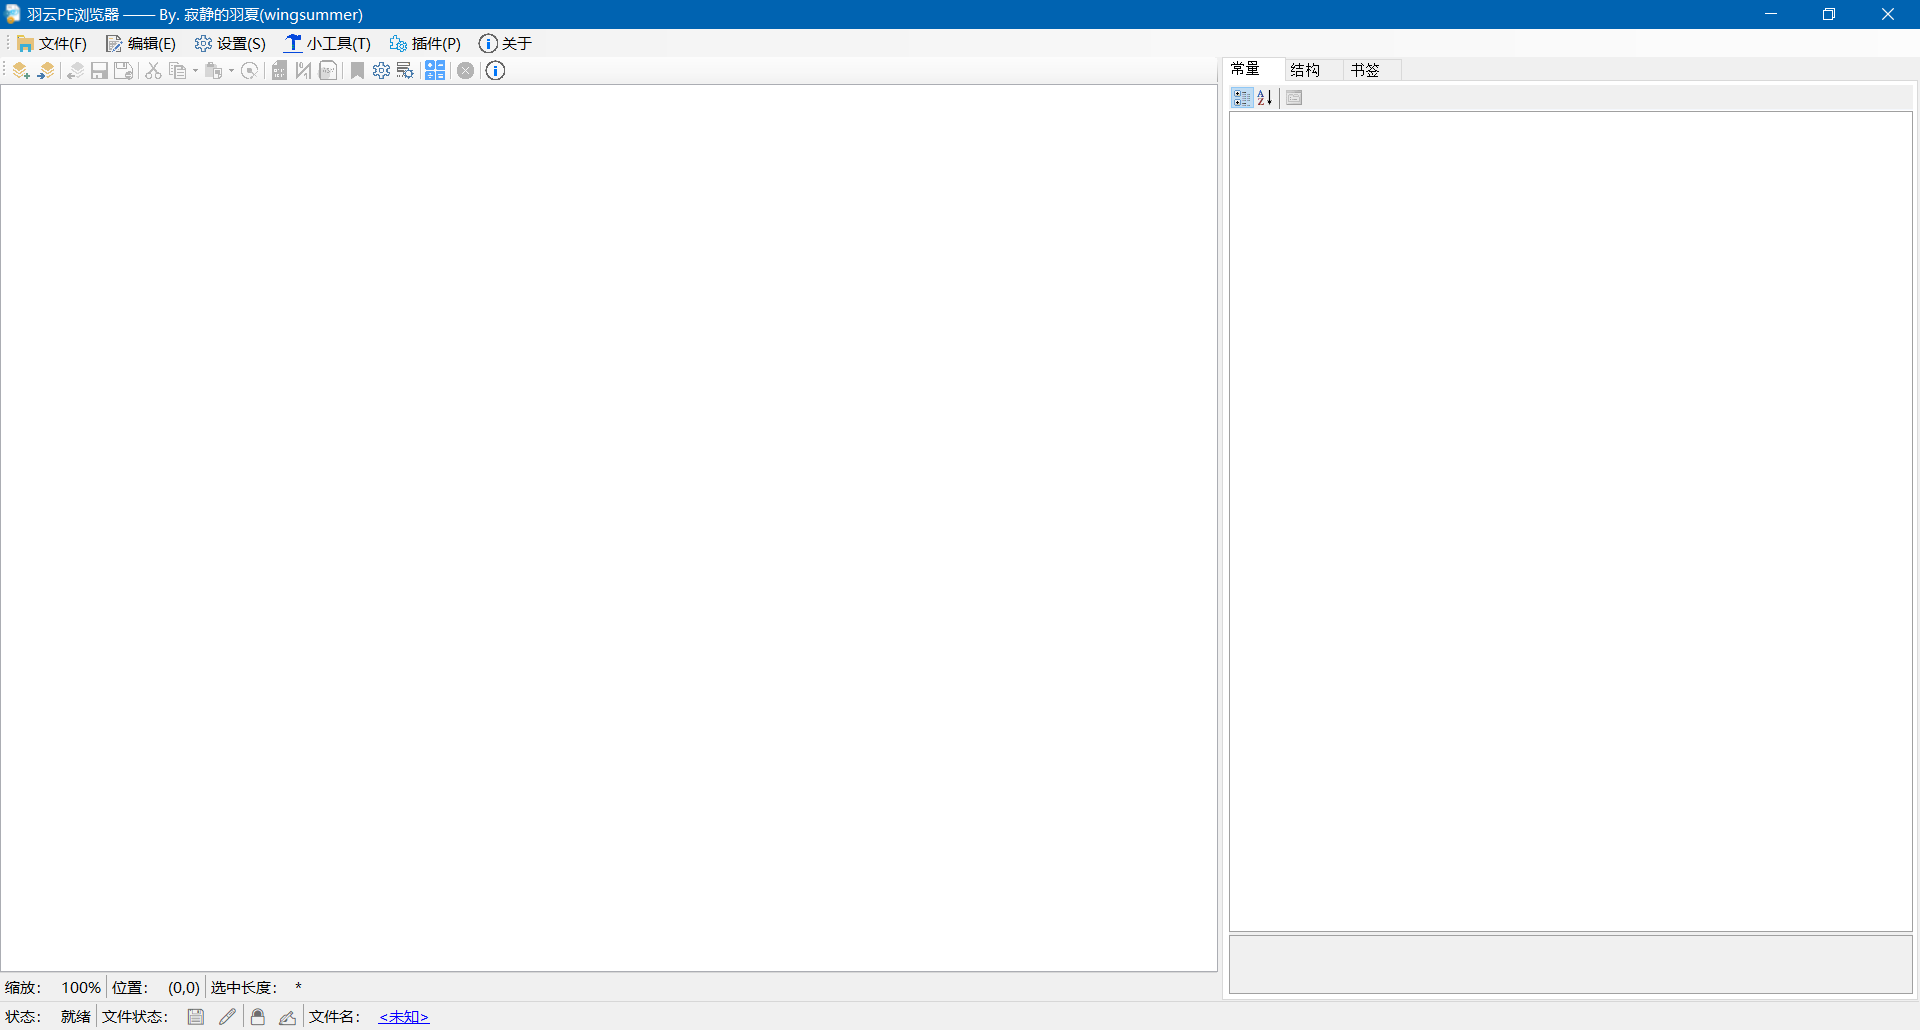 羽云PE浏览器 —— By. 寂静的羽夏(wingsummer)
文件(F) 编辑(E) 设置(S) 小工具(T) 插件(P) 关于
常量 结构 书签
缩放： 100% 位置： (0,0) 选中长度： *
状态： 就绪 文件状态： 文件名： <未知>